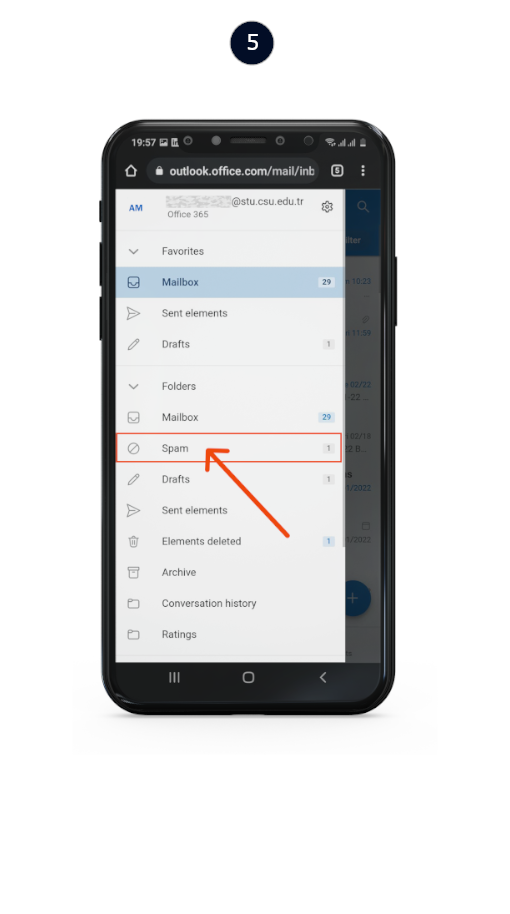 5
19:57
outlook.office.com/mail/inb
5
AM
@stu.csu.edu.tr
Office 365
Favorites
Mailbox 29
Sent elements
Drafts 1
Folders
Mailbox 29
Spam 1
Drafts 1
Sent elements
Elements deleted 1
Archive
Conversation history
Ratings